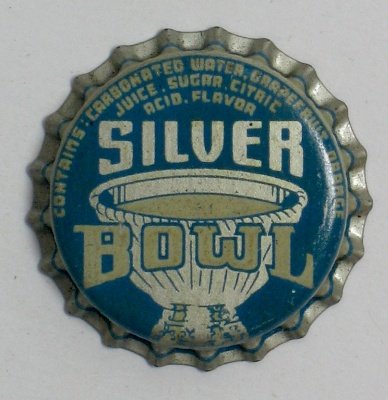 CONTAINS: CARBONATED WATER, GRAPEFRUIT, ORANGE
JUICE, SUGAR, CITRIC
ACID, FLAVOR
SILVER
BOWL